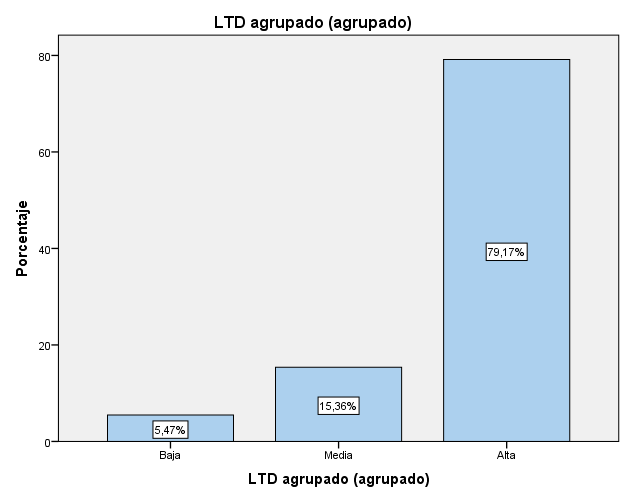 LTD agrupado (agrupado)
80
60
40
20
0
Porcentaje
5,47%
15,36%
79,17%
Baja
Media
Alta
LTD agrupado (agrupado)